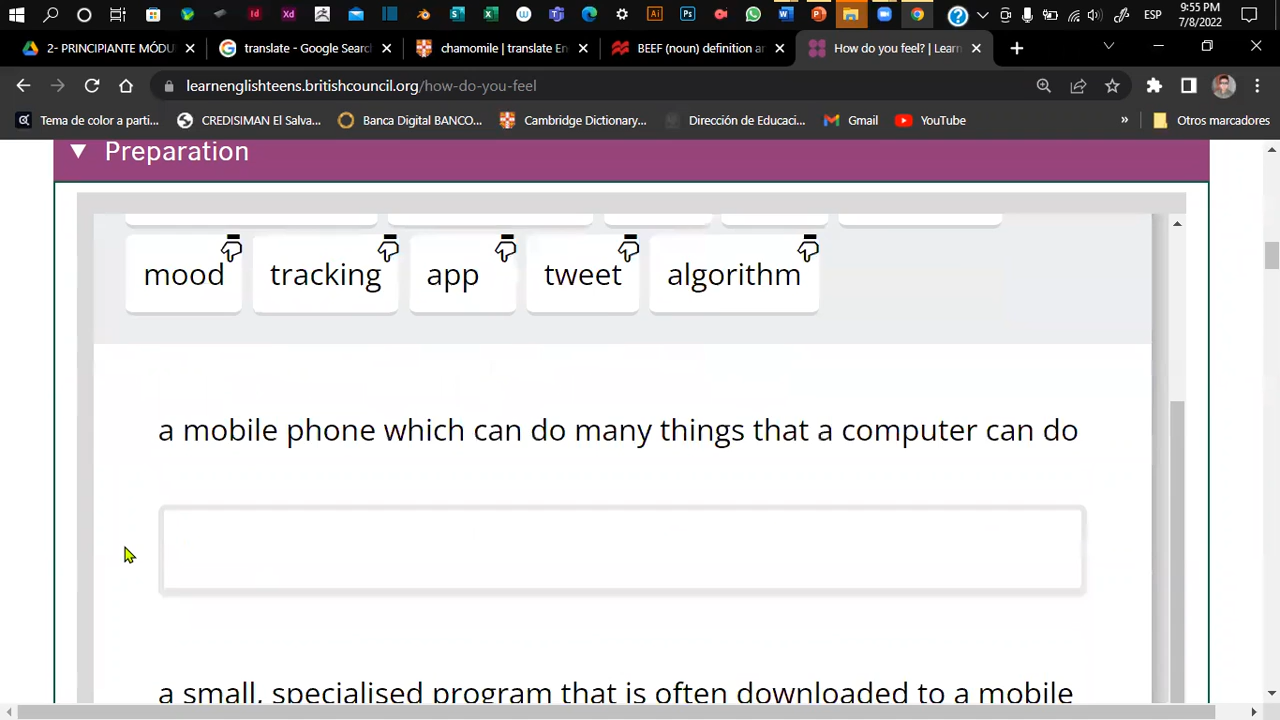 ESP
9:55 PM
7/8/2022
2- PRINCIPIANTE MÓDU
translate - Google Searc
chamomile | translate En
BEEF (noun) definition ar
How do you feel? | Learn
learnenglishteens.britishcouncil.org/how-do-you-feel
Tema de color a parti...
CREDISIMAN El Salva...
Banca Digital BANCO...
Cambridge Dictionary...
Dirección de Educaci...
Gmail
YouTube
»
Otros marcadores
Preparation
mood
tracking
app
tweet
algorithm
a mobile phone which can do many things that a computer can do
a small, specialised program that is often downloaded to a mobile